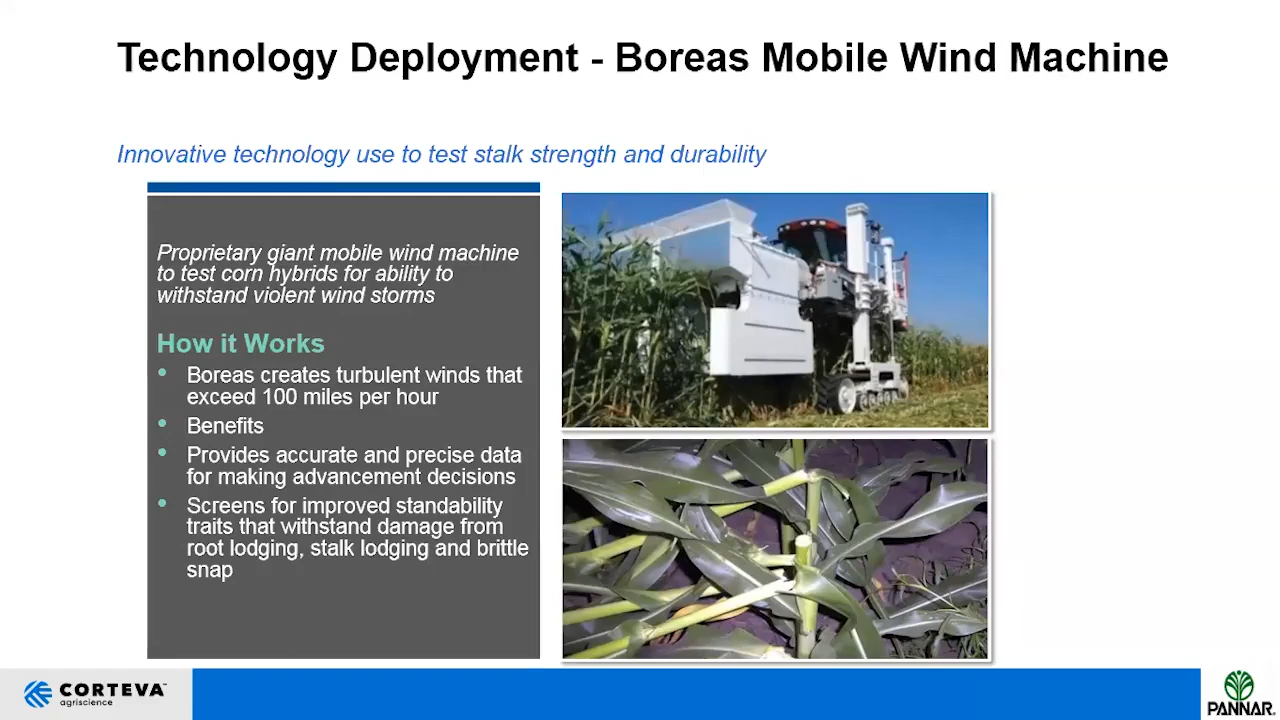 Technology Deployment - Boreas Mobile Wind Machine
Innovative technology use to test stalk strength and durability
Proprietary giant mobile wind machine
to test corn hybrids for ability to
withstand violent wind storms
How it Works
• Boreas creates turbulent winds that
exceed 100 miles per hour
• Benefits
• Provides accurate and precise data
for making advancement decisions
• Screens for improved standability
traits that withstand damage from
root lodging, stalk lodging and brittle
snap
CORTEVA™
agriscience
PANNAR®